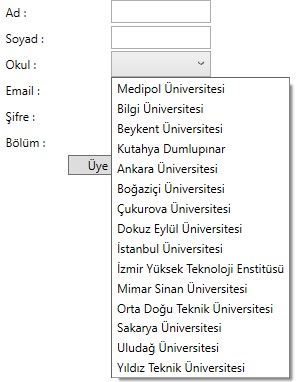 Ad :
Soyad :
Okul :
Email :
Şifre :
Bölüm :
Üye
Medipol Üniversitesi
Bilgi Üniversitesi
Beykent Üniversitesi
Kutahya Dumlupınar
Ankara Üniversitesi
Boğaziçi Üniversitesi
Çukurova Üniversitesi
Dokuz Eylül Üniversitesi
İstanbul Üniversitesi
İzmir Yüksek Teknoloji Enstitüsü
Mimar Sinan Üniversitesi
Orta Doğu Teknik Üniversitesi
Sakarya Üniversitesi
Uludağ Üniversitesi
Yıldız Teknik Üniversitesi